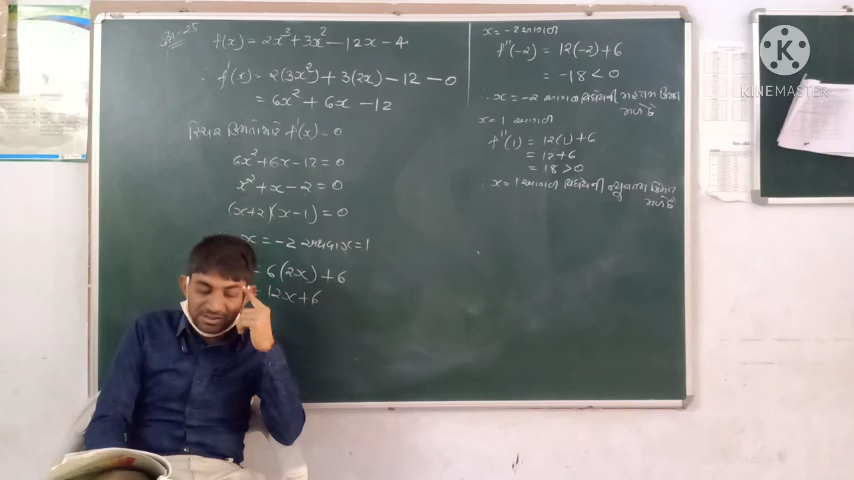 દા-25
f(x) = 2x³+3x²-12x-4
f'(x) = 2(3x²)+3(2x)-12-0
= 6x²+6x-12
સ્થિર કિંમતો માટે f'(x)=0
6x²+6x-12=0
x²+x-2=0
(x+2)(x-1)=0
x=-2 અથવા x=1
= 6(2x)+6
= 12x+6
x=-2 આગળ
f''(-2) = 12(-2)+6
= -18<0
∴ x=-2 આગળ વિધેયની મહત્તમ કિંમત
મળે છે
x=1 આગળ
f''(1) = 12(1)+6
= 12+6
= 18>0
∴ x=1 આગળ વિધેયની ન્યૂનતમ કિંમત
મળે છે
KINEMASTER